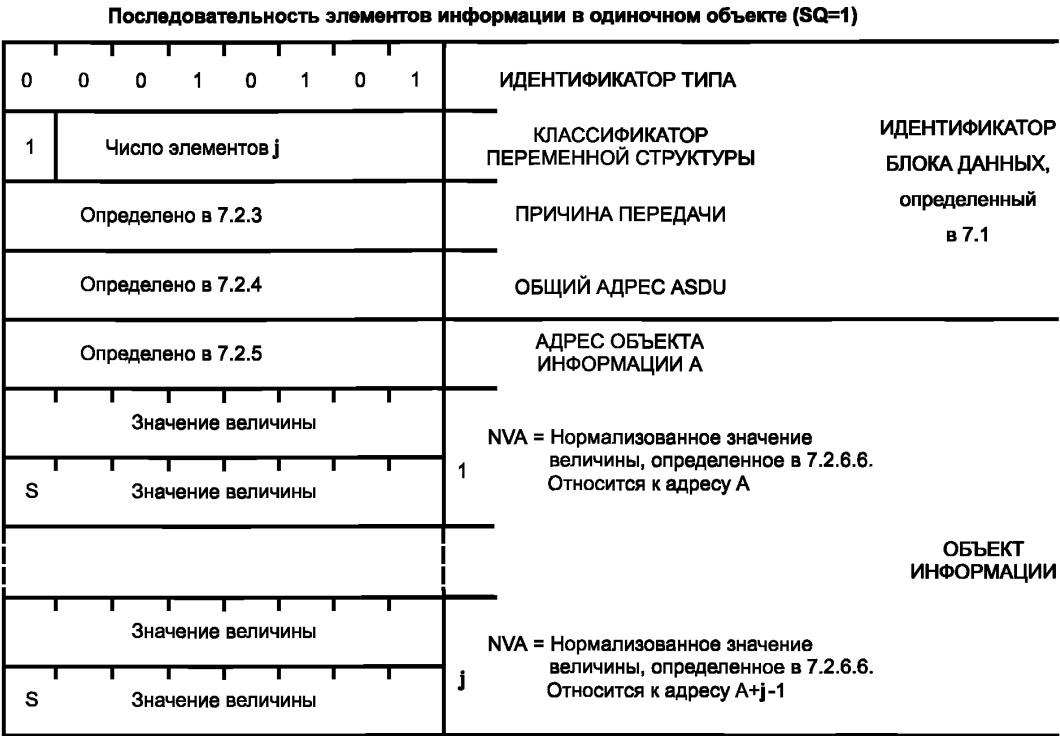 Последовательность элементов информации в одиночном объекте (SQ=1)
0 0 0 1 0 1 0 1
ИДЕНТИФИКАТОР ТИПА
1
Число элементов j
КЛАССИФИКАТОР
ПЕРЕМЕННОЙ СТРУКТУРЫ
ИДЕНТИФИКАТОР
БЛОКА ДАННЫХ,
определенный
в 7.1
Определено в 7.2.3
ПРИЧИНА ПЕРЕДАЧИ
Определено в 7.2.4
ОБЩИЙ АДРЕС ASDU
Определено в 7.2.5
АДРЕС ОБЪЕКТА
ИНФОРМАЦИИ А
Значение величины
S Значение величины
1
NVA = Нормализованное значение
величины, определенное в 7.2.6.6.
Относится к адресу А
ОБЪЕКТ
ИНФОРМАЦИИ
Значение величины
S Значение величины
j
NVA = Нормализованное значение
величины, определенное в 7.2.6.6.
Относится к адресу А+j-1